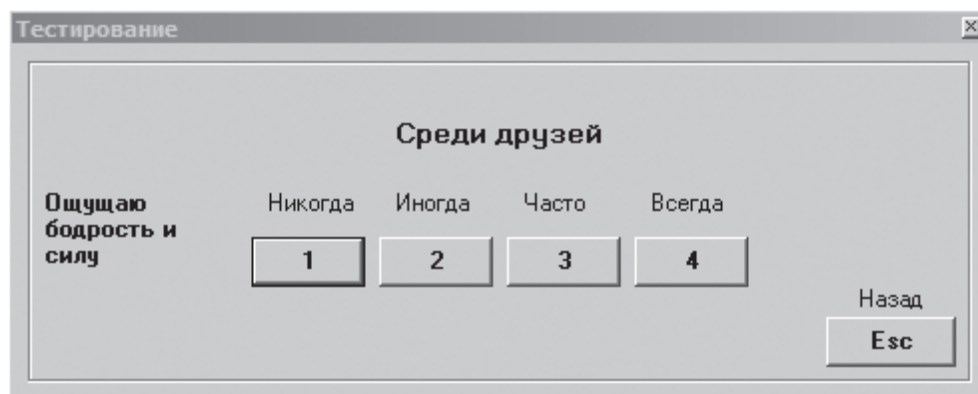 Тестирование
Среди друзей
Ощущаю
бодрость и
силу
Никогда Иногда Часто Всегда
1 2 3 4
Назад
Esc